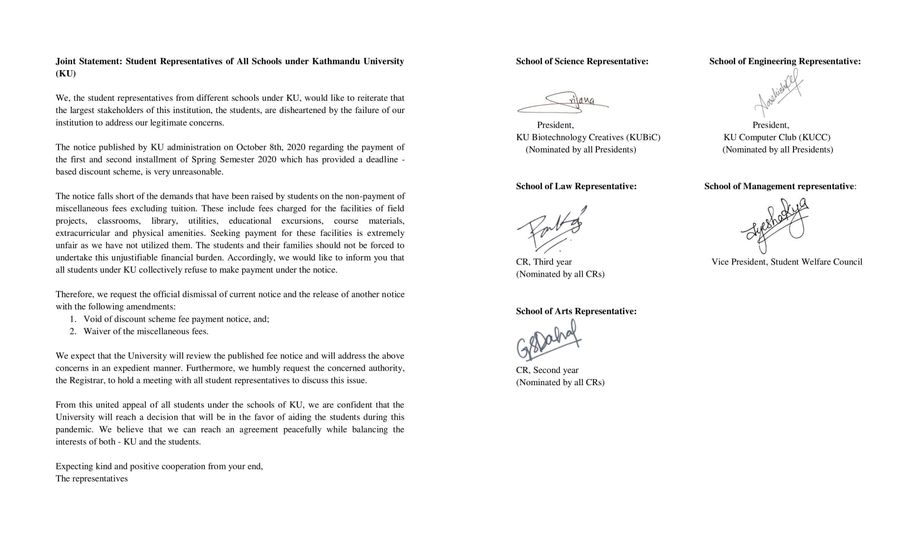 Joint Statement: Student Representatives of All Schools under Kathmandu University
(KU)
We, the student representatives from different schools under KU, would like to reiterate that
the largest stakeholders of this institution, the students, are disheartened by the failure of our
institution to address our legitimate concerns.
The notice published by KU administration on October 8th, 2020 regarding the payment of
the first and second installment of Spring Semester 2020 which has provided a deadline -
based discount scheme, is very unreasonable.
The notice falls short of the demands that have been raised by students on the non-payment of
miscellaneous fees excluding tuition. These include fees charged for the facilities of field
projects, classrooms, library, utilities, educational excursions, course materials,
extracurricular and physical amenities. Seeking payment for these facilities is extremely
unfair as we have not utilized them. The students and their families should not be forced to
undertake this unjustifiable financial burden. Accordingly, we would like to inform you that
all students under KU collectively refuse to make payment under the notice.
Therefore, we request the official dismissal of current notice and the release of another notice
with the following amendments:
1. Void of discount scheme fee payment notice, and;
2. Waiver of the miscellaneous fees.
We expect that the University will review the published fee notice and will address the above
concerns in an expedient manner. Furthermore, we humbly request the concerned authority,
the Registrar, to hold a meeting with all student representatives to discuss this issue.
From this united appeal of all students under the schools of KU, we are confident that the
University will reach a decision that will be in the favor of aiding the students during this
pandemic. We believe that we can reach an agreement peacefully while balancing the
interests of both - KU and the students.
Expecting kind and positive cooperation from your end,
The representatives
School of Science Representative:
Srijana
President,
KU Biotechnology Creatives (KUBiC)
(Nominated by all Presidents)
School of Engineering Representative:
President,
KU Computer Club (KUCC)
(Nominated by all Presidents)
School of Law Representative:
CR, Third year
(Nominated by all CRs)
School of Management representative:
Vice President, Student Welfare Council
School of Arts Representative:
GSDahal
CR, Second year
(Nominated by all CRs)